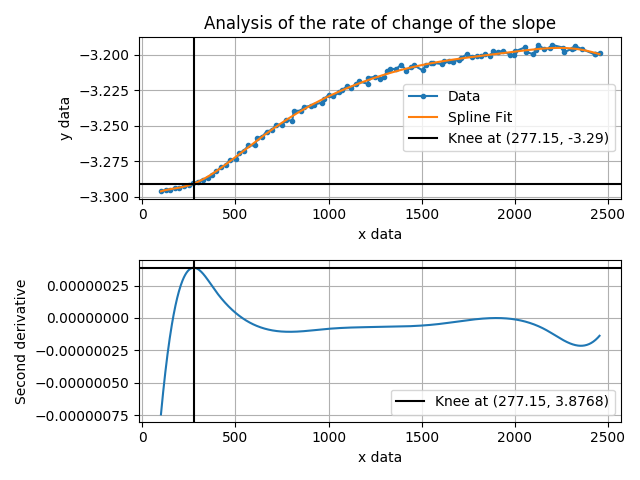 Analysis of the rate of change of the slope
−3.200
−3.225
−3.250
−3.275
−3.300
y data
Data
Spline Fit
Knee at (277.15, -3.29)
0 500 1000 1500 2000 2500
x data
0.00000025
0.00000000
−0.00000025
−0.00000050
−0.00000075
Second derivative
Knee at (277.15, 3.8768)
0 500 1000 1500 2000 2500
x data